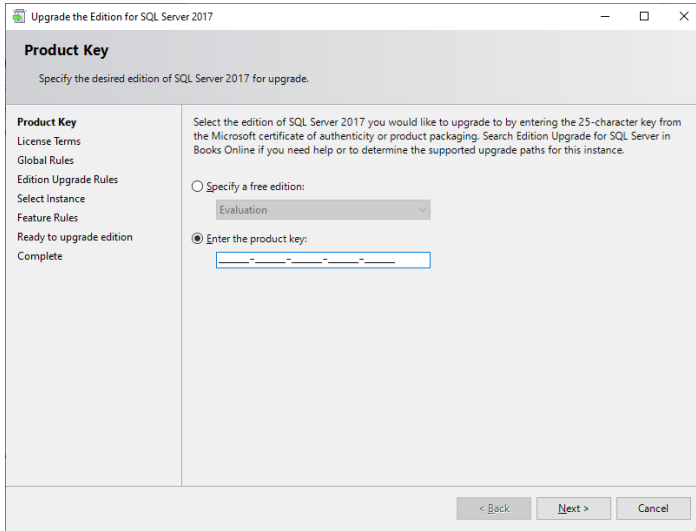 Upgrade the Edition for SQL Server 2017
Product Key
Specify the desired edition of SQL Server 2017 for upgrade.
Product Key
License Terms
Global Rules
Edition Upgrade Rules
Select Instance
Feature Rules
Ready to upgrade edition
Complete
Select the edition of SQL Server 2017 you would like to upgrade to by entering the 25-character key from
the Microsoft certificate of authenticity or product packaging. Search Edition Upgrade for SQL Server in
Books Online if you need help or to determine the supported upgrade paths for this instance.
Specify a free edition:
Evaluation
Enter the product key:
_____-_____-_____-_____-_____
< Back
Next >
Cancel